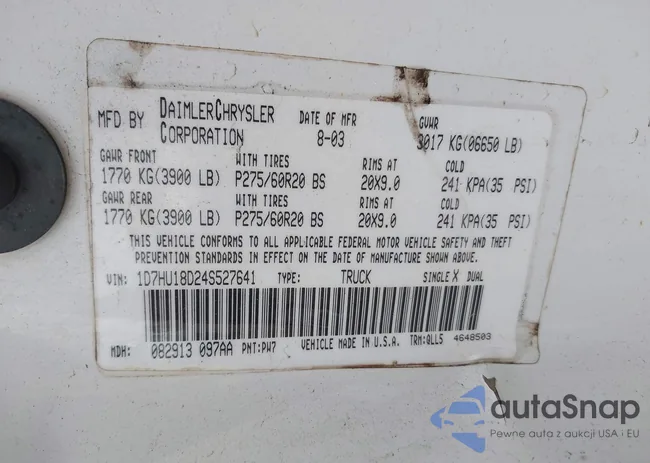 MFD BY DAIMLERCHRYSLER CORPORATION DATE OF MFR 8-03 GVWR 3017 KG(06650 LB)
GAWR FRONT WITH TIRES RIMS AT COLD
1770 KG(3900 LB) P275/60R20 BS 20X9.0 241 KPA(35 PSI)
GAWR REAR WITH TIRES RIMS AT COLD
1770 KG(3900 LB) P275/60R20 BS 20X9.0 241 KPA(35 PSI)
THIS VEHICLE CONFORMS TO ALL APPLICABLE FEDERAL MOTOR VEHICLE SAFETY AND THEFT
PREVENTION STANDARDS IN EFFECT ON THE DATE OF MANUFACTURE SHOWN ABOVE.
VIN: 1D7HU18D24S527641 TYPE: TRUCK SINGLE X DUAL
MDH: 082913 097AA PNT:PW7 VEHICLE MADE IN U.S.A. TRM:QLL5 4648503
autaSnap
Pewne auta z aukcji USA i EU